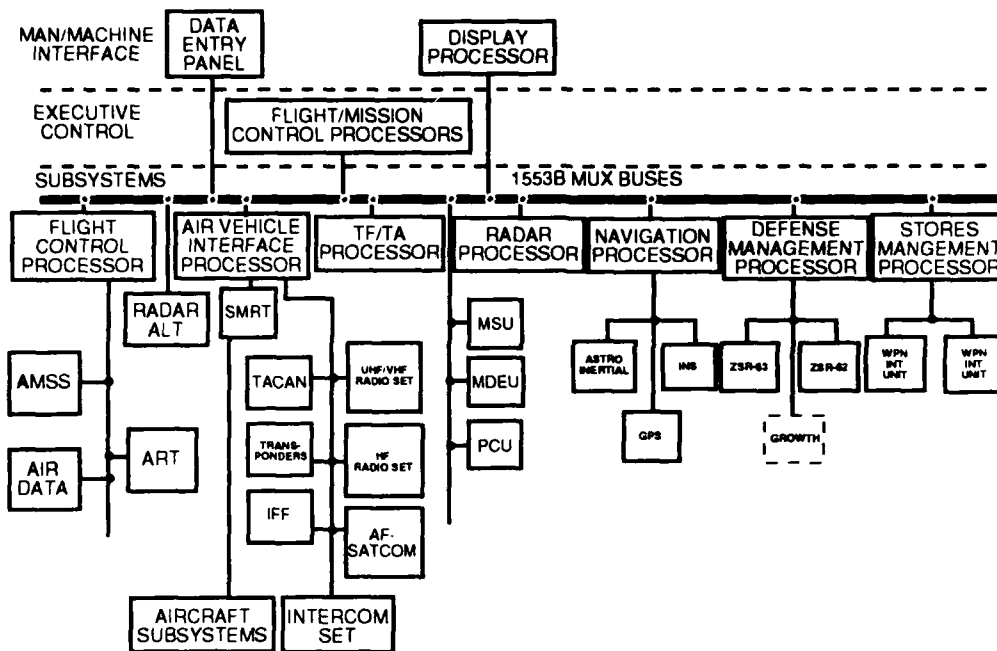 MAN/MACHINE
INTERFACE
DATA
ENTRY
PANEL
DISPLAY
PROCESSOR
EXECUTIVE
CONTROL
FLIGHT/MISSION
CONTROL PROCESSORS
SUBSYSTEMS
1553B MUX BUSES
FLIGHT
CONTROL
PROCESSOR
AIR VEHICLE
INTERFACE
PROCESSOR
TF/TA
PROCESSOR
RADAR
PROCESSOR
NAVIGATION
PROCESSOR
DEFENSE
MANAGEMENT
PROCESSOR
STORES
MANGEMENT
PROCESSOR
RADAR
ALT
SMRT
MSU
ASTRO
INERTIAL
INS
ZSR-63
ZSR-62
WPN
INT
UNIT
WPN
INT
UNIT
AMSS
TACAN
UHF/VHF
RADIO SET
MDEU
GPS
GROWTH
AIR
DATA
ART
TRANS-
PONDERS
HF
RADIO SET
PCU
IFF
AF-
SATCOM
AIRCRAFT
SUBSYSTEMS
INTERCOM
SET